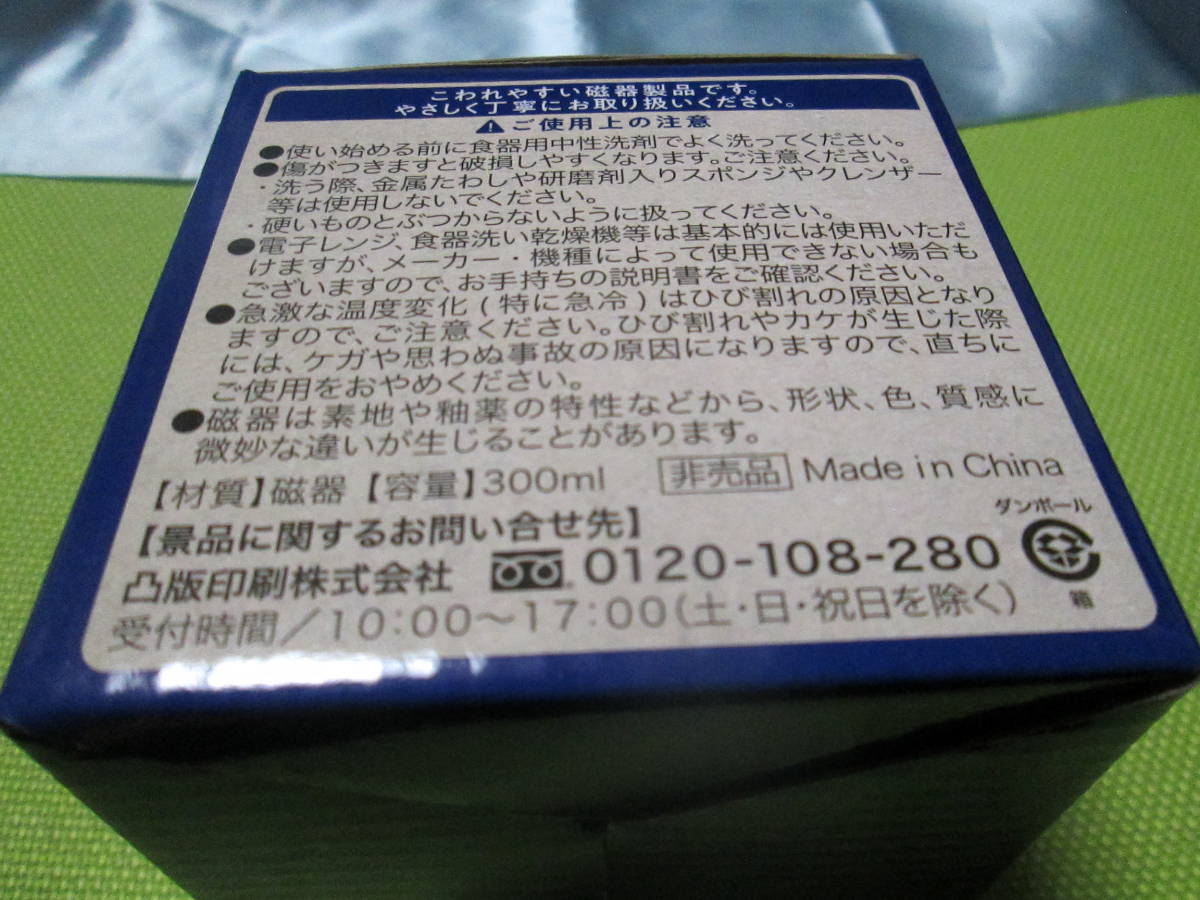 こわれやすい磁器製品です。
やさしく丁寧にお取り扱いください。
ご使用上の注意
●使い始める前に食器用中性洗剤でよく洗ってください。
●傷がつきますと破損しやすくなります。ご注意ください。
・洗う際、金属たわしや研磨剤入りスポンジやクレンザー
等は使用しないでください。
・硬いものとぶつからないように扱ってください。
●電子レンジ、食器洗い乾燥機等は基本的には使用いただ
けますが、メーカー・機種によって使用できない場合も
ございますので、お手持ちの説明書をご確認ください。
●急激な温度変化(特に急冷)はひび割れの原因となり
ますので、ご注意ください。ひび割れやカケが生じた際
には、ケガや思わぬ事故の原因になりますので、直ちに
ご使用をおやめください。
●磁器は素地や釉薬の特性などから、形状、色、質感に
微妙な違いが生じることがあります。
【材質】磁器【容量】300ml 非売品 Made in China
【景品に関するお問い合せ先】
凸版印刷株式会社 0120-108-280
受付時間/10:00〜17:00(土・日・祝日を除く)
ダンボール
箱